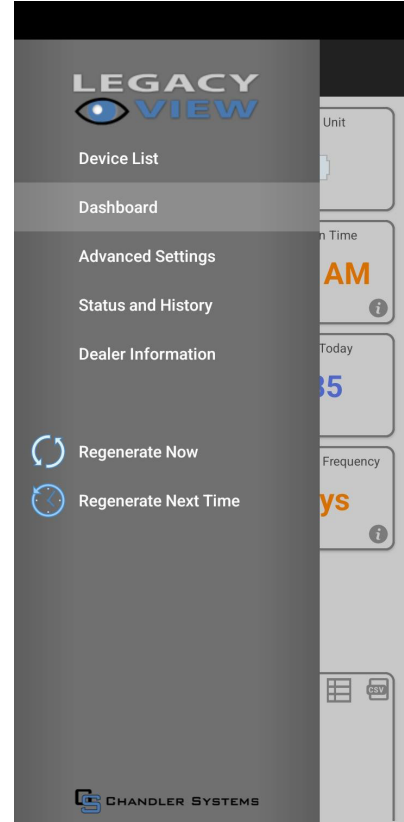 LEGACY
VIEW
Device List
Dashboard
Advanced Settings
Status and History
Dealer Information
Regenerate Now
Regenerate Next Time
CS CHANDLER SYSTEMS
Unit
Time
AM
i
Today
35
Frequency
i
CSV